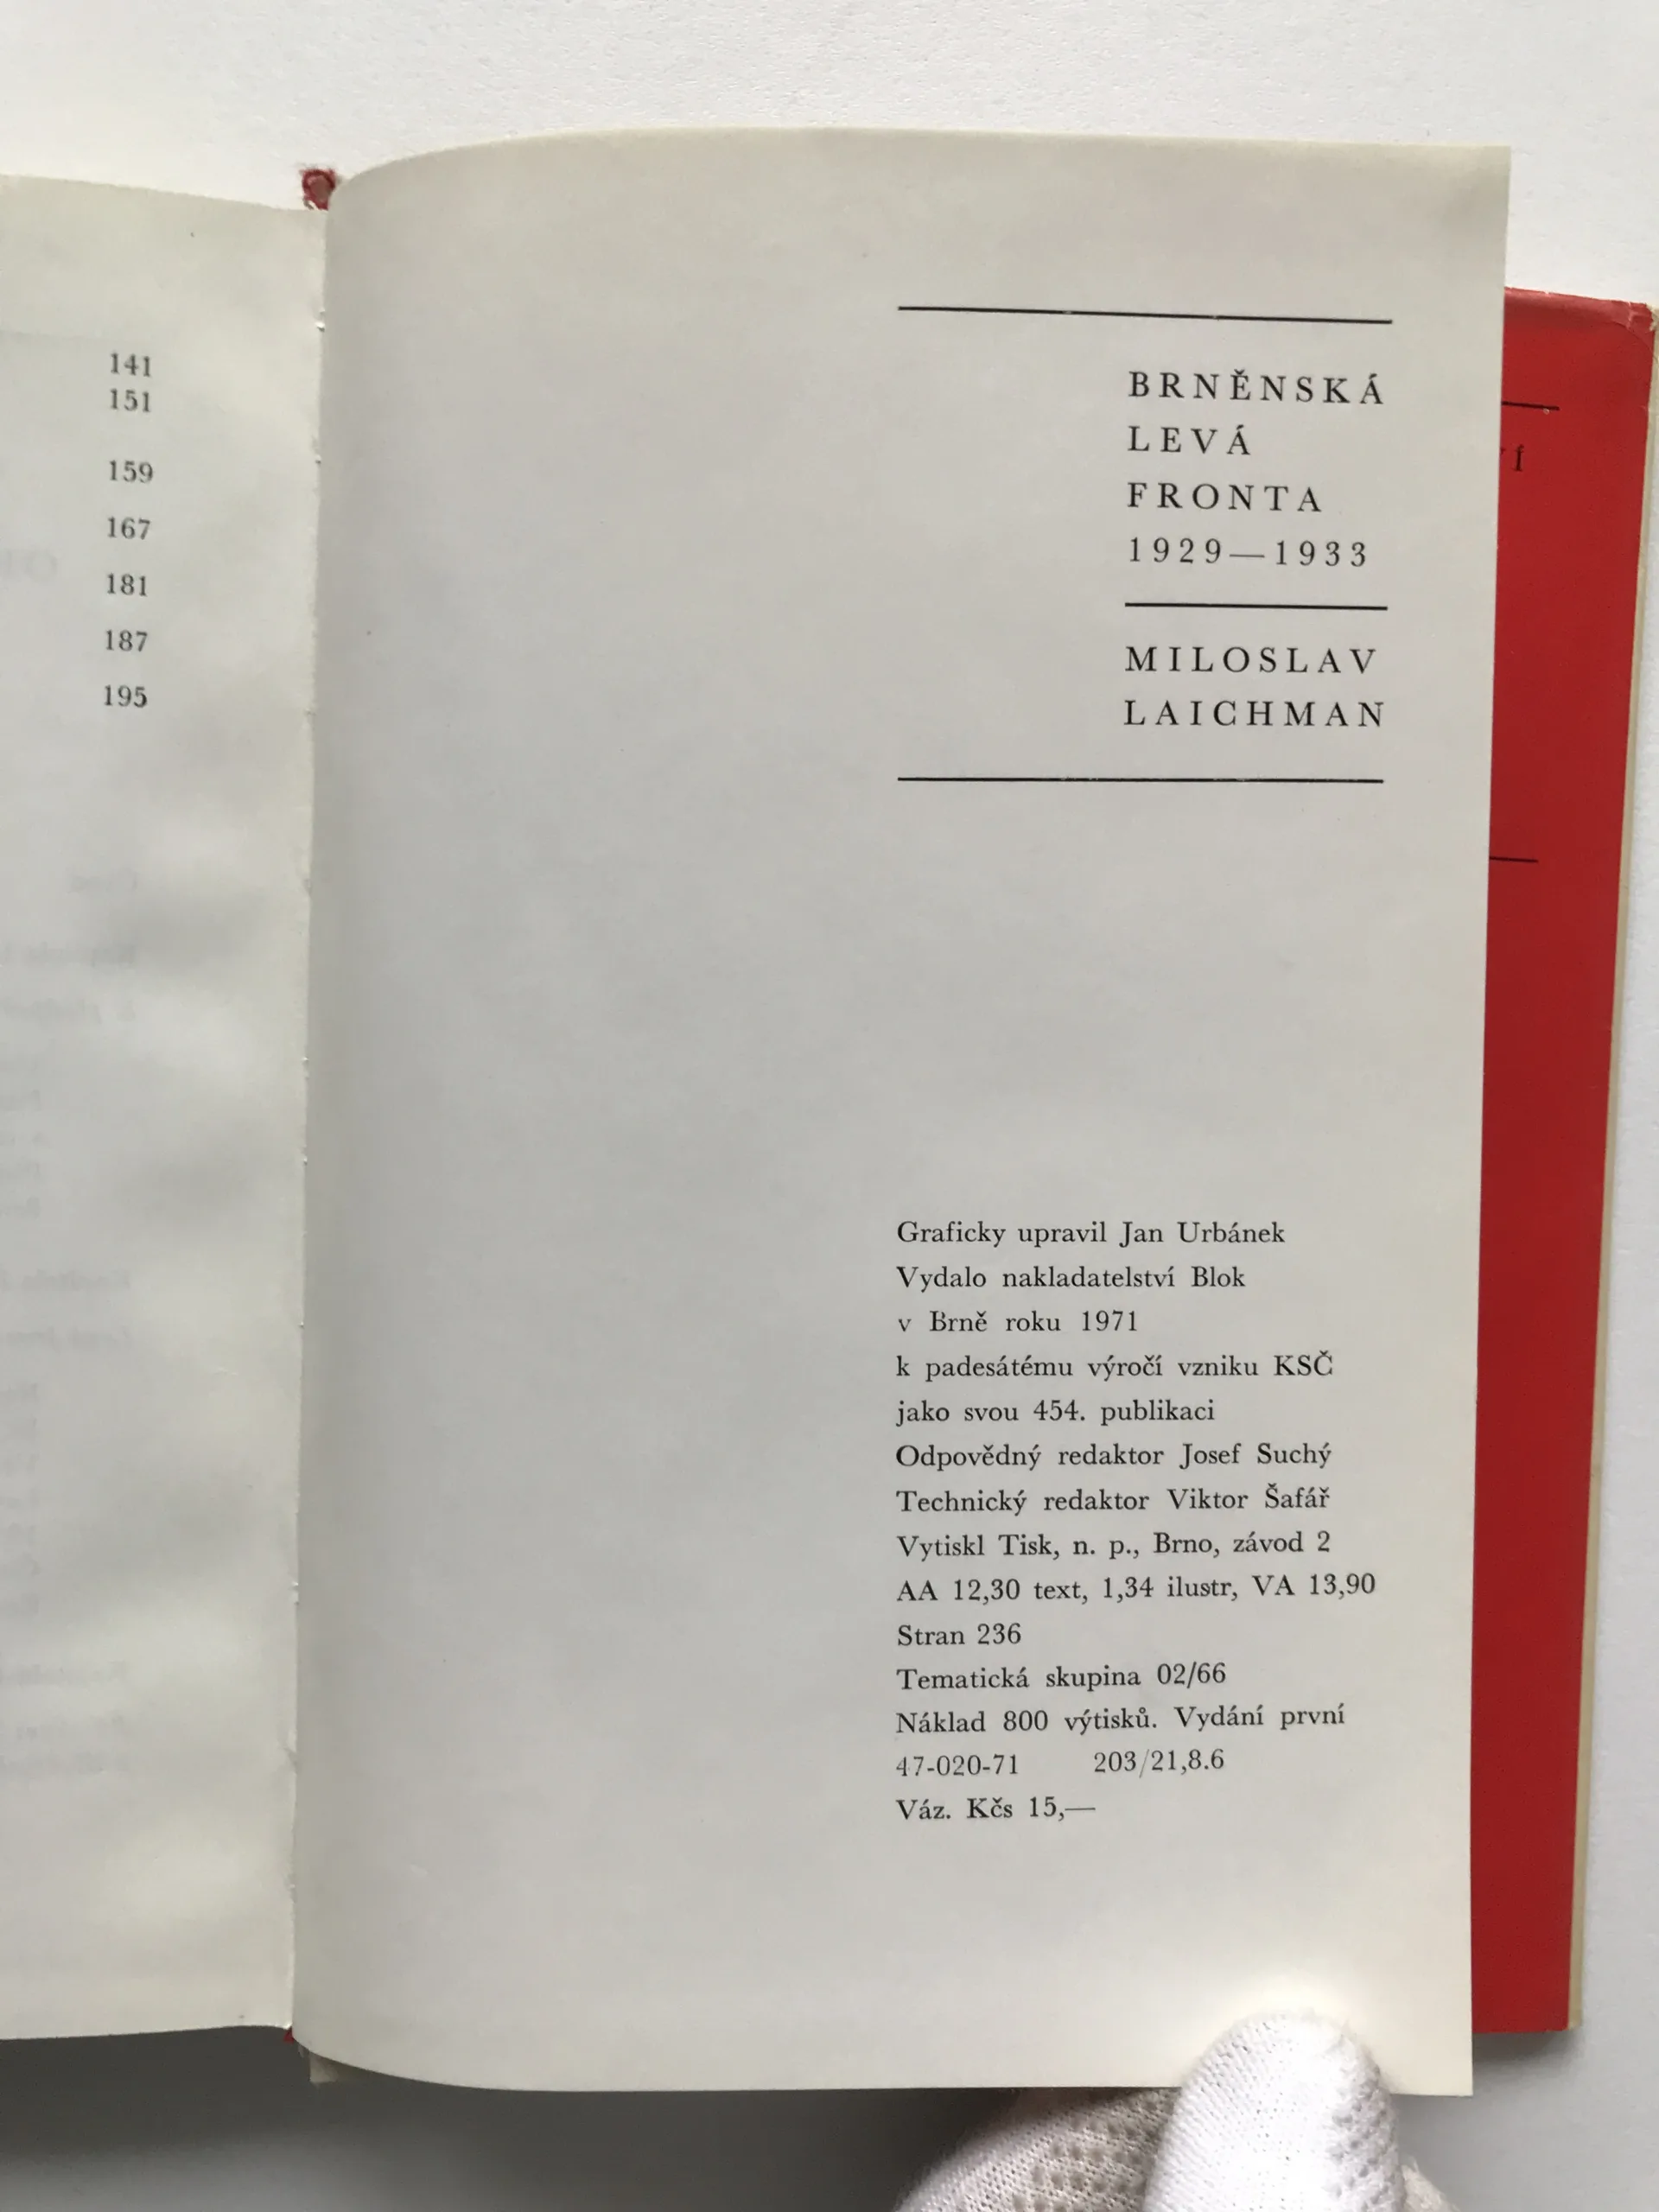 141
151
159
167
181
187
195
BRNĚNSKÁ
LEVÁ
FRONTA
1929—1933
MILOSLAV
LAICHMAN
Graficky upravil Jan Urbánek
Vydalo nakladatelství Blok
v Brně roku 1971
k padesátému výročí vzniku KSČ
jako svou 454. publikaci
Odpovědný redaktor Josef Suchý
Technický redaktor Viktor Šafář
Vytiskl Tisk, n. p., Brno, závod 2
AA 12,30 text, 1,34 ilustr, VA 13,90
Stran 236
Tematická skupina 02/66
Náklad 800 výtisků. Vydání první
47-020-71 203/21,8.6
Váz. Kčs 15,—